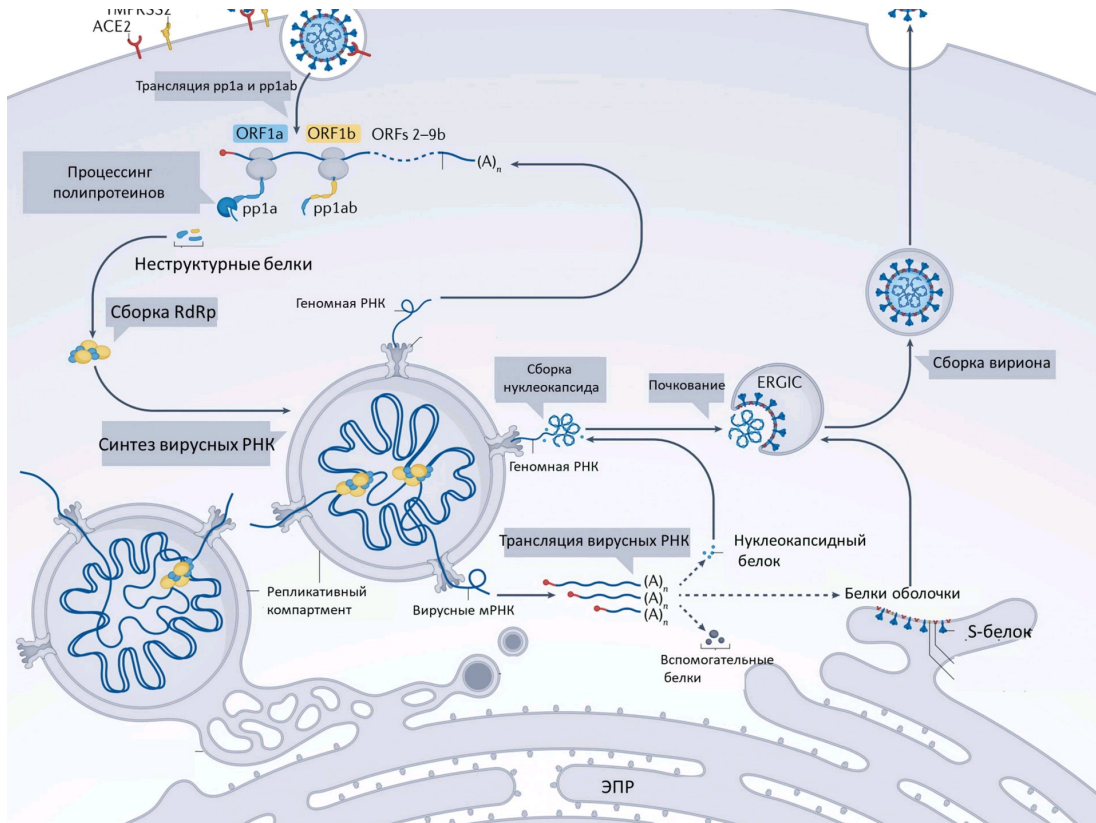 TMPRSS2
ACE2
Трансляция pp1a и pp1ab
ORF1a
ORF1b
ORFs 2–9b
(A)n
Процессинг
полипротеинов
pp1a
pp1ab
Неструктурные белки
Сборка RdRp
Геномная РНК
Сборка
нуклеокапсида
Почкование
ERGIC
Сборка вириона
Синтез вирусных РНК
Геномная РНК
Трансляция вирусных РНК
Нуклеокапсидный
белок
(A)n
(A)n
(A)n
Репликативный
компартмент
Вирусные мРНК
Белки оболочки
S-белок
Вспомогательные
белки
ЭПР